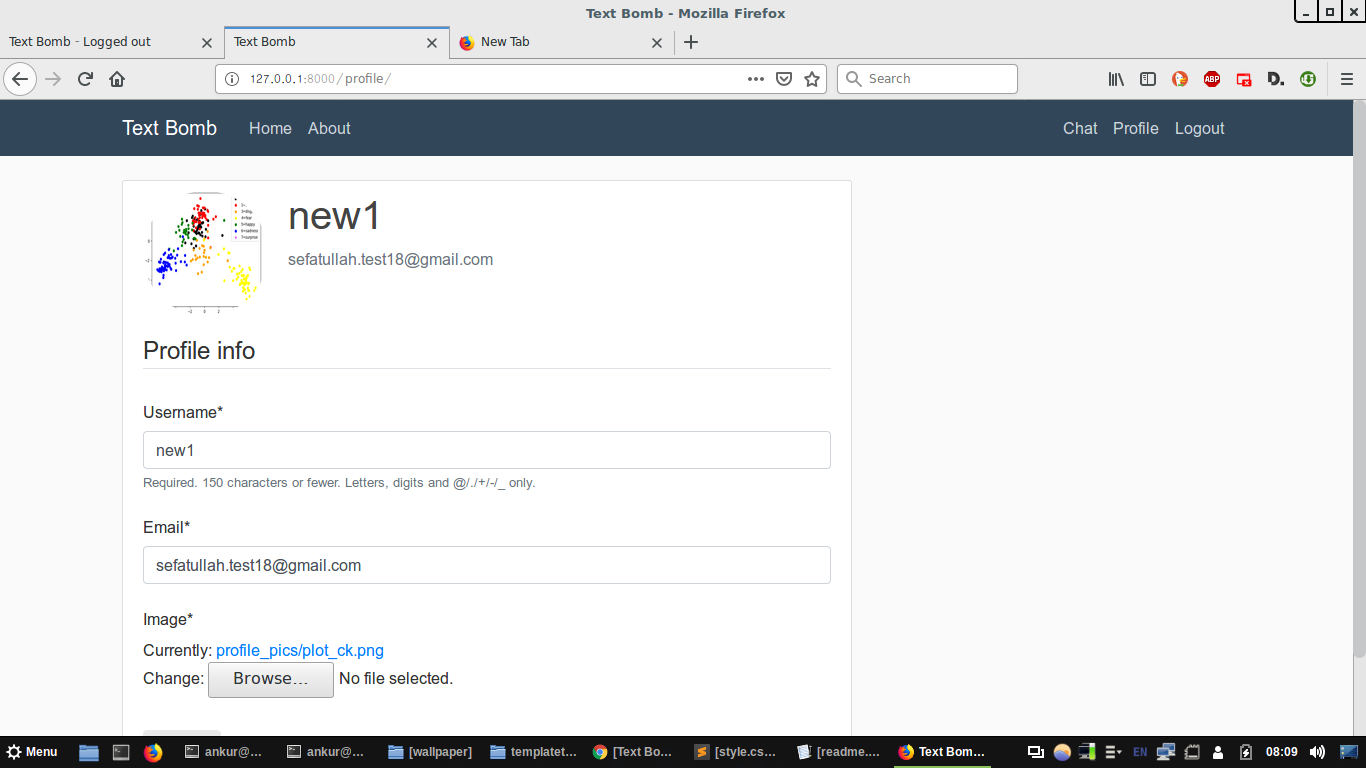 Text Bomb - Mozilla Firefox
Text Bomb - Logged out
Text Bomb
New Tab
127.0.0.1:8000/profile/
Search
ABP
D.
Text Bomb Home About Chat Profile Logout
new1
sefatullah.test18@gmail.com
Profile info
Username*
new1
Required. 150 characters or fewer. Letters, digits and @/./+/-/_ only.
Email*
sefatullah.test18@gmail.com
Image*
Currently: profile_pics/plot_ck.png
Change: Browse... No file selected.
Menu ankur@... ankur@... [wallpaper] templatet... [Text Bo... [style.cs... [readme.... Text Bom... EN 08:09